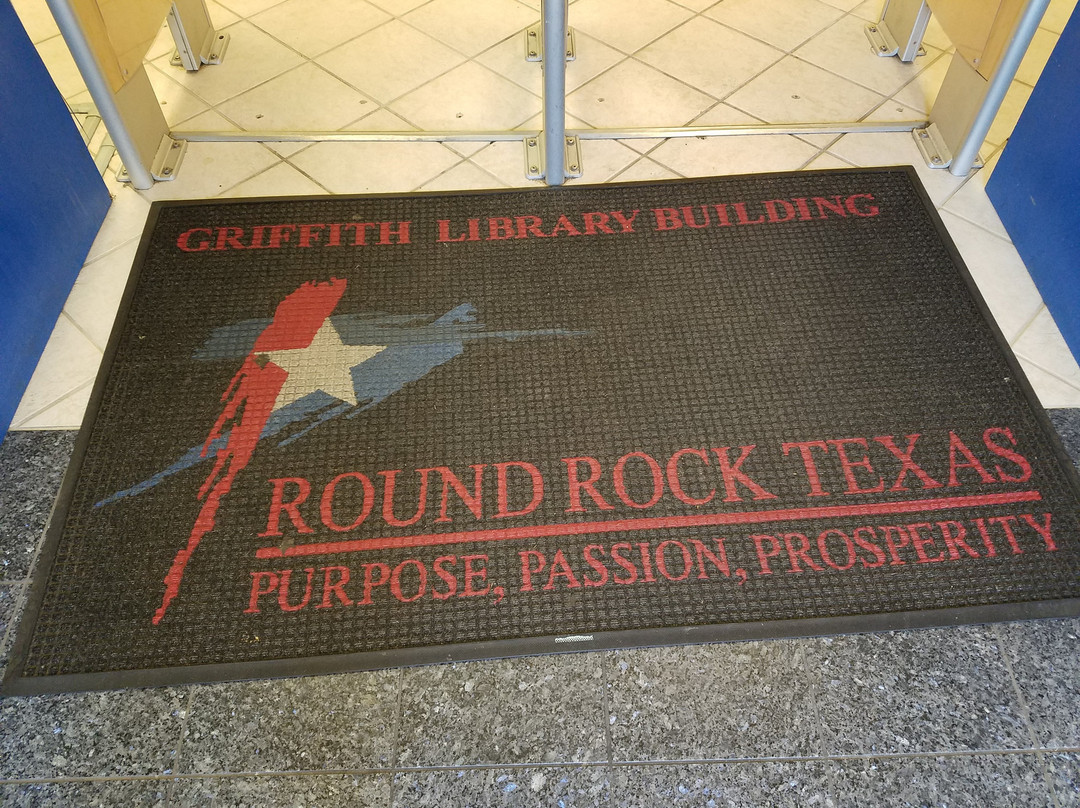 GRIFFITH LIBRARY BUILDING
ROUND ROCK TEXAS
PURPOSE, PASSION, PROSPERITY